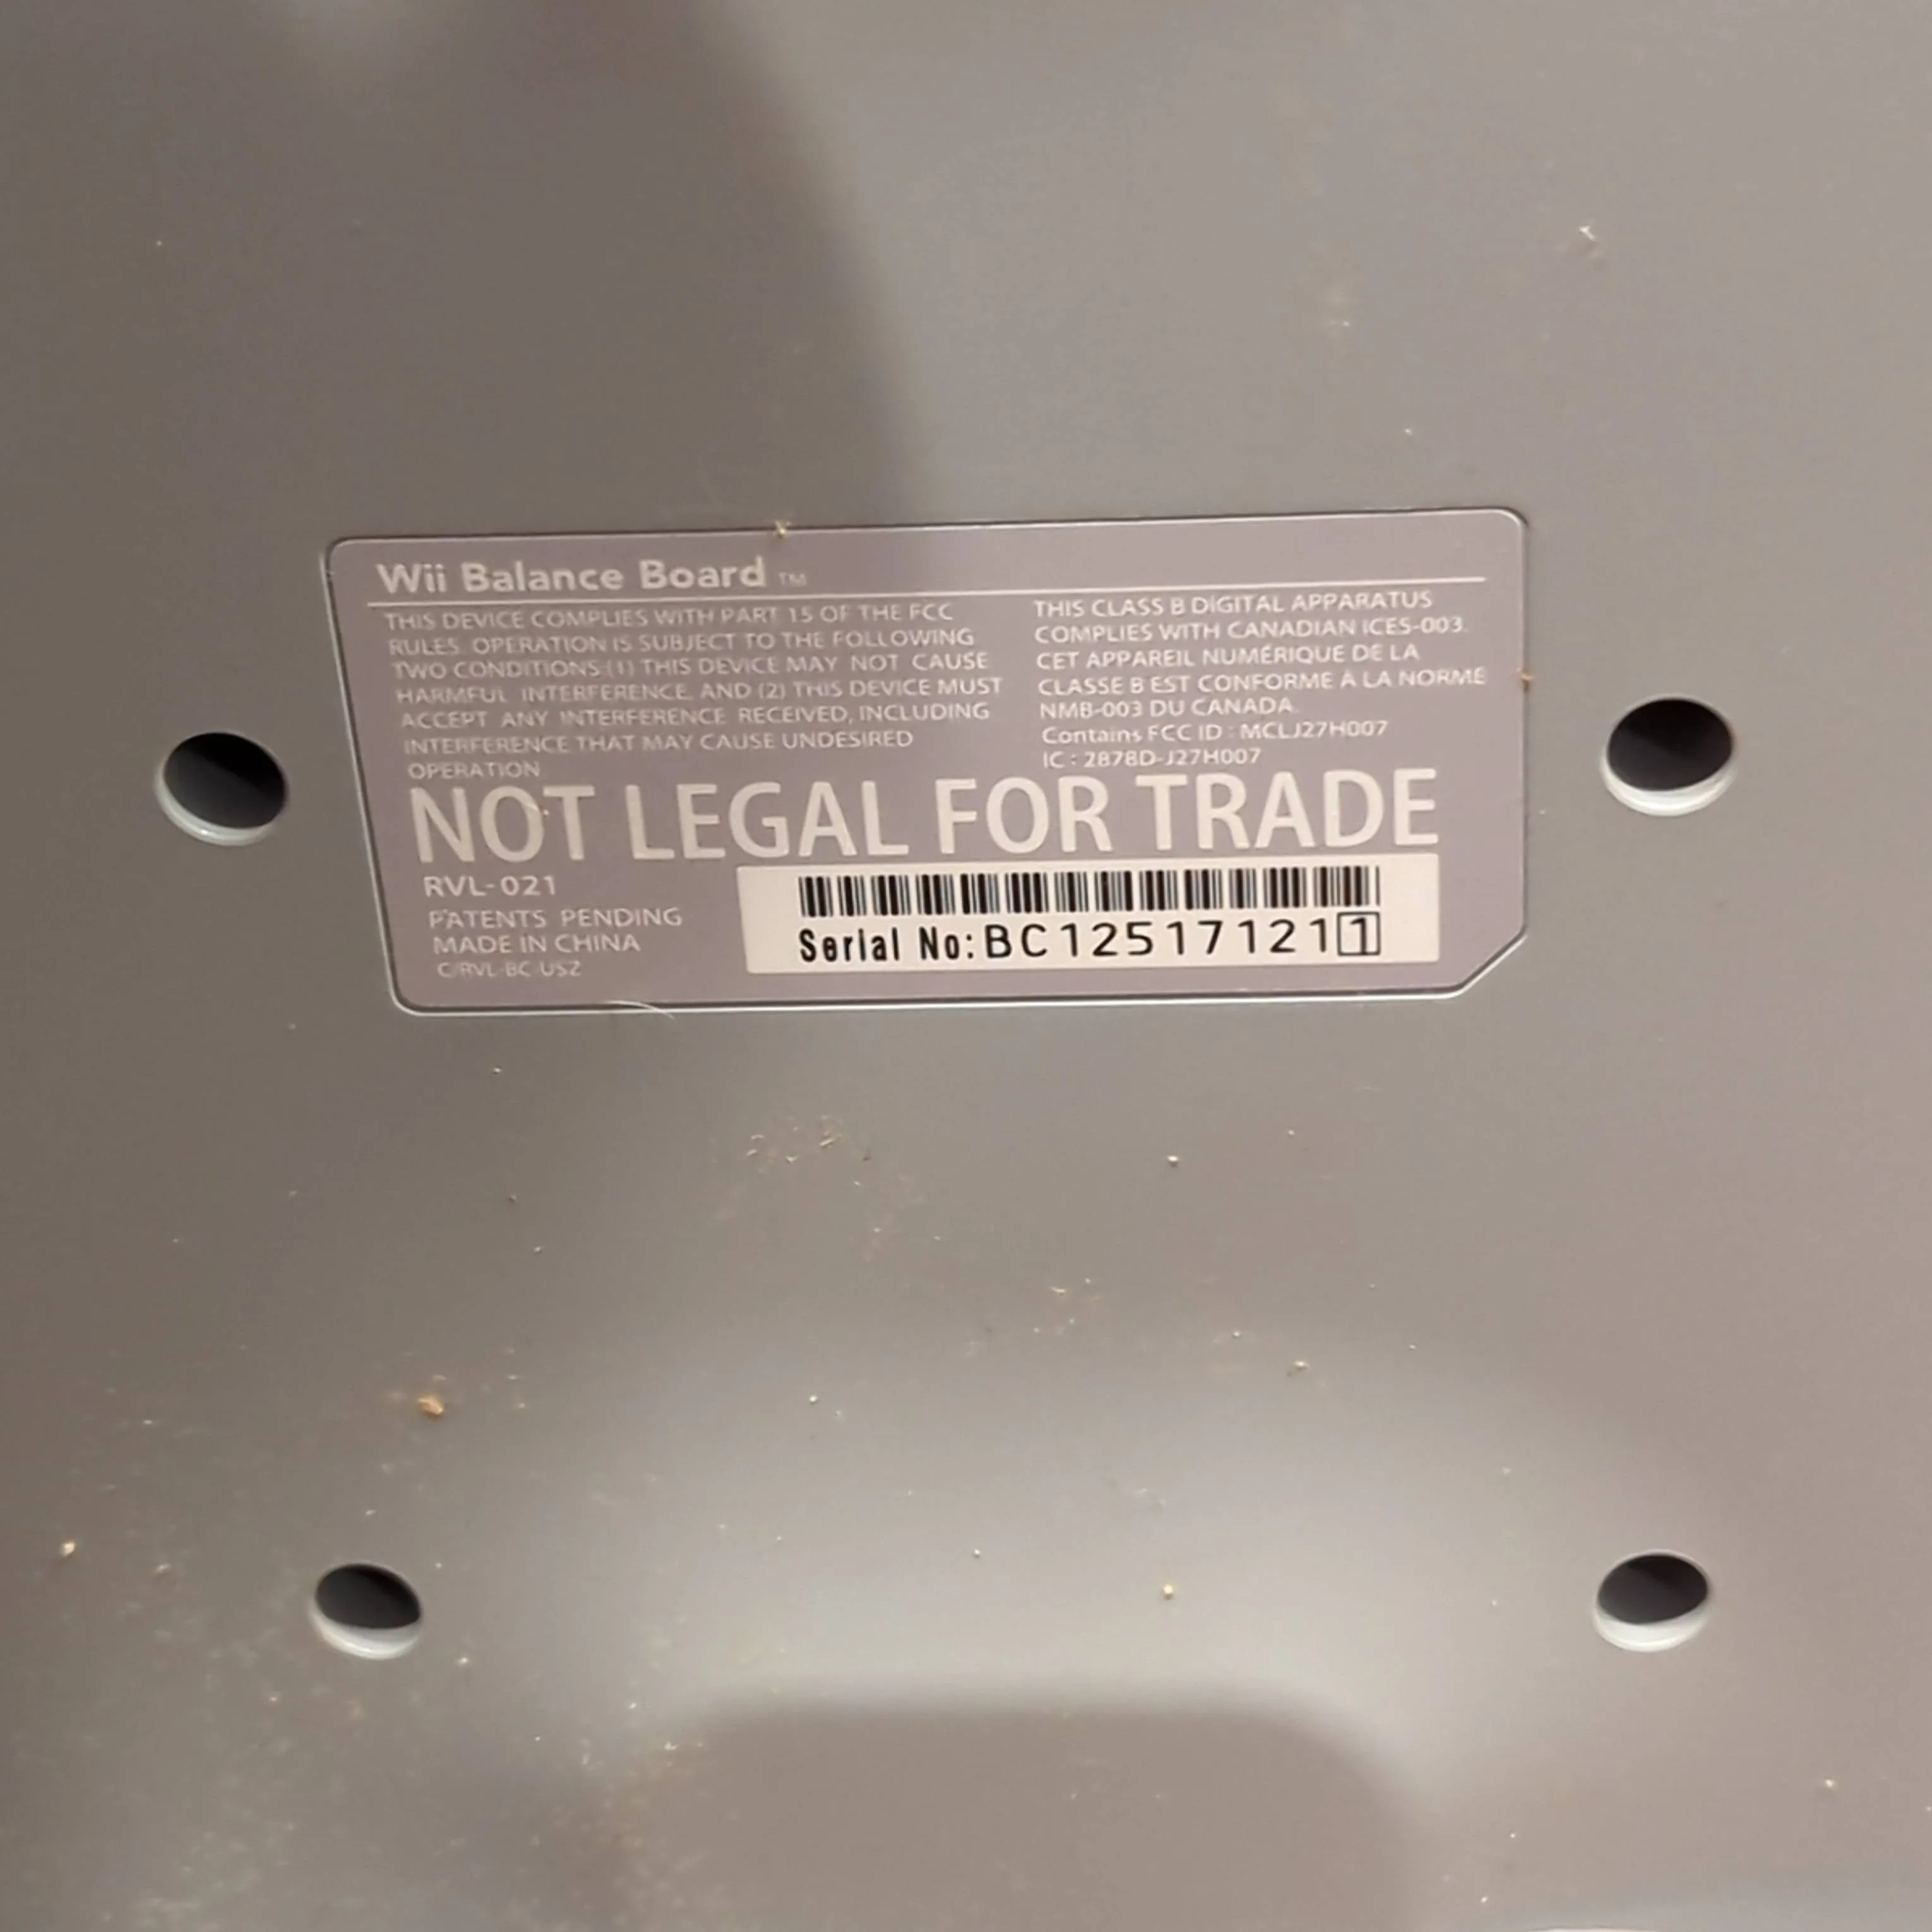 Wii Balance Board ™
THIS DEVICE COMPLIES WITH PART 15 OF THE FCC
RULES. OPERATION IS SUBJECT TO THE FOLLOWING
TWO CONDITIONS:(1) THIS DEVICE MAY NOT CAUSE
HARMFUL INTERFERENCE, AND (2) THIS DEVICE MUST
ACCEPT ANY INTERFERENCE RECEIVED, INCLUDING
INTERFERENCE THAT MAY CAUSE UNDESIRED
OPERATION.
THIS CLASS B DIGITAL APPARATUS
COMPLIES WITH CANADIAN ICES-003.
CET APPAREIL NUMÉRIQUE DE LA
CLASSE B EST CONFORME À LA NORME
NMB-003 DU CANADA.
Contains FCC ID : MCLJ27H007
IC : 2878D-J27H007
NOT LEGAL FOR TRADE
RVL-021
PATENTS PENDING
MADE IN CHINA
C/RVL-BC-USZ
Serial No:BC125171211